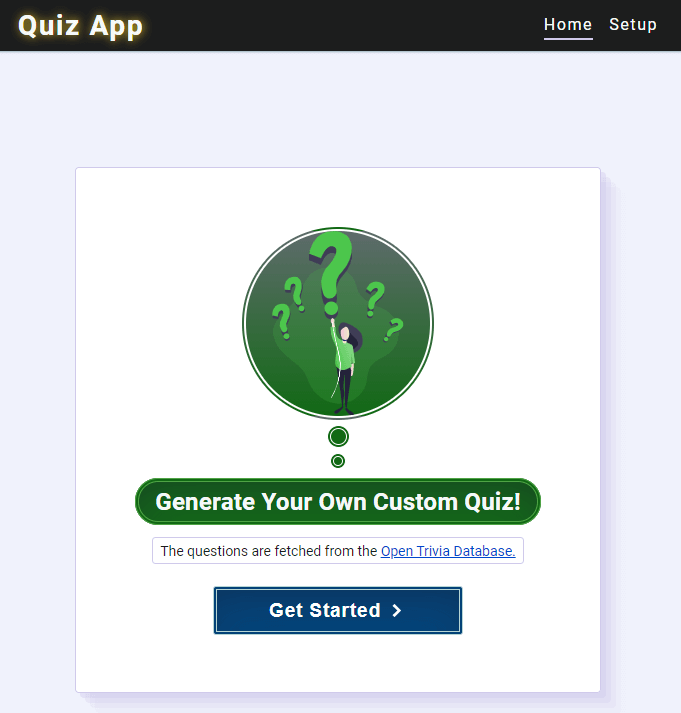 Quiz App
Home Setup
Generate Your Own Custom Quiz!
The questions are fetched from the Open Trivia Database.
Get Started